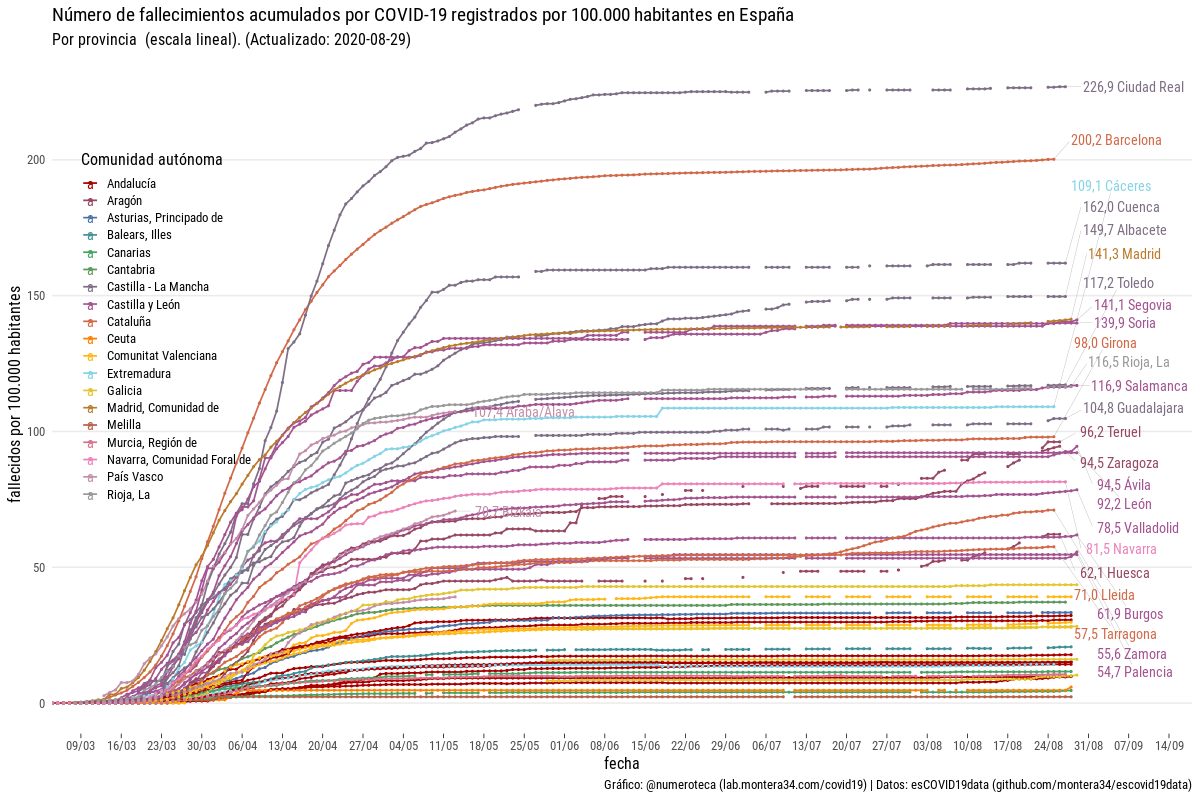 Número de fallecimientos acumulados por COVID-19 registrados por 100.000 habitantes en España
Por provincia (escala lineal). (Actualizado: 2020-08-29)
fallecidos por 100.000 habitantes
200
150
100
50
0
Comunidad autónoma
Andalucía
Aragón
Asturias, Principado de
Balears, Illes
Canarias
Cantabria
Castilla - La Mancha
Castilla y León
Cataluña
Ceuta
Comunitat Valenciana
Extremadura
Galicia
Madrid, Comunidad de
Melilla
Murcia, Región de
Navarra, Comunidad Foral de
País Vasco
Rioja, La
107,4 Araba/Álava
226,9 Ciudad Real
200,2 Barcelona
109,1 Cáceres
162,0 Cuenca
149,7 Albacete
141,3 Madrid
117,2 Toledo
141,1 Segovia
139,9 Soria
98,0 Girona
116,5 Rioja, La
116,9 Salamanca
104,8 Guadalajara
96,2 Teruel
94,5 Zaragoza
94,5 Ávila
92,2 León
78,5 Valladolid
81,5 Navarra
62,1 Huesca
71,0 Lleida
61,9 Burgos
57,5 Tarragona
55,6 Zamora
54,7 Palencia
09/03 16/03 23/03 30/03 06/04 13/04 20/04 27/04 04/05 11/05 18/05 25/05 01/06 08/06 15/06 22/06 29/06 06/07 13/07 20/07 27/07 03/08 10/08 17/08 24/08 31/08 07/09 14/09
fecha
Gráfico: @numeroteca (lab.montera34.com/covid19) | Datos: esCOVID19data (github.com/montera34/escovid19data)